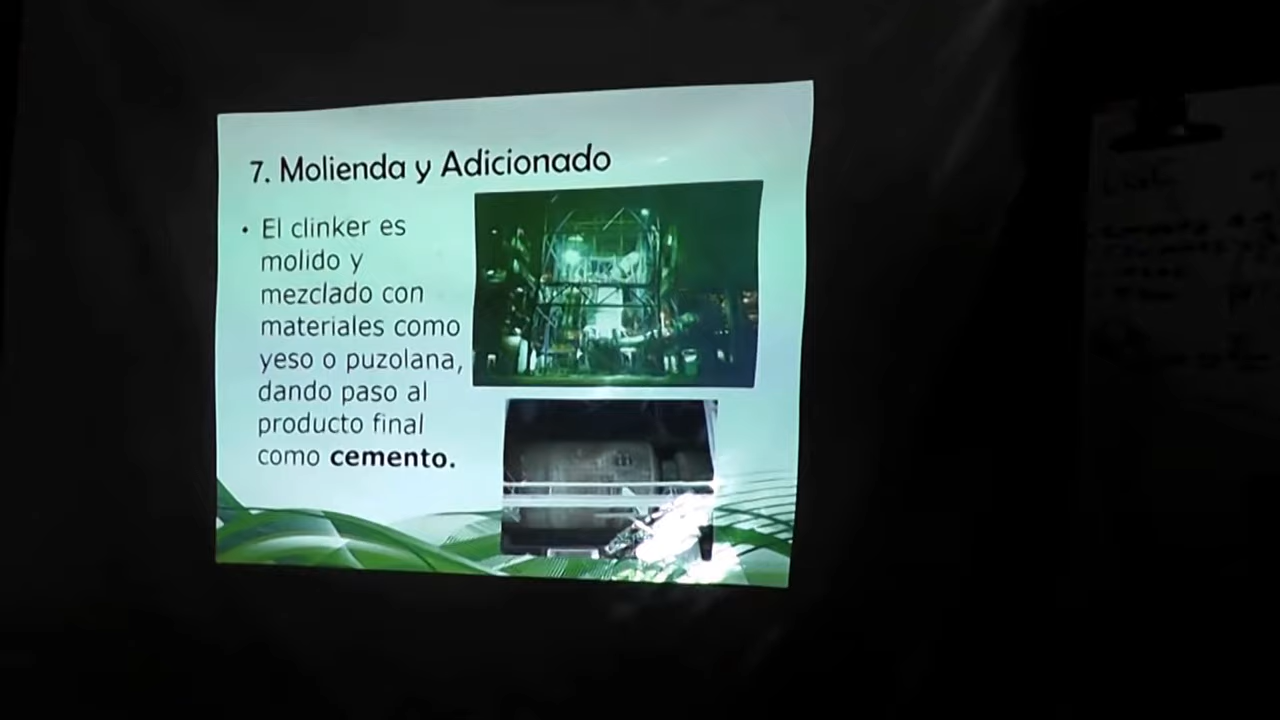 7. Molienda y Adicionado
• El clinker es
molido y
mezclado con
materiales como
yeso o puzolana,
dando paso al
producto final
como cemento.